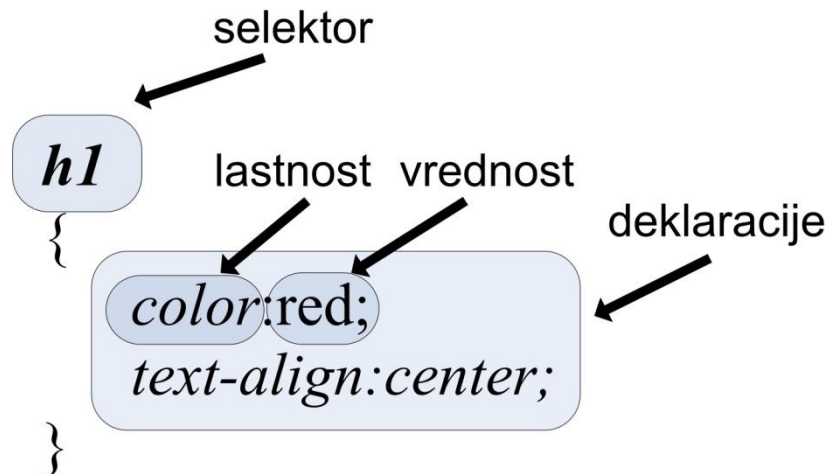 selektor
h1
lastnost vrednost
{
deklaracije
color:red;
text-align:center;
}